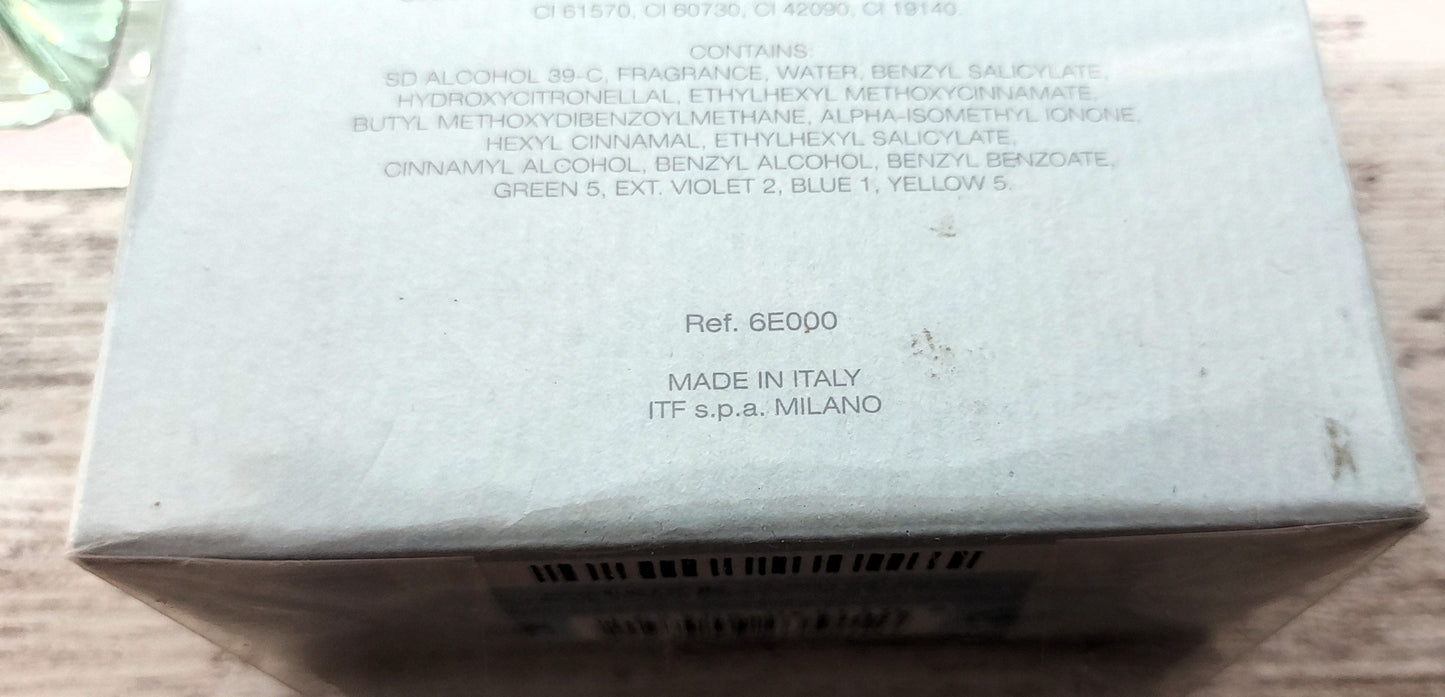 CI 61570, CI 60730, CI 42090, CI 19140.
CONTAINS:
SD ALCOHOL 39-C, FRAGRANCE, WATER, BENZYL SALICYLATE,
HYDROXYCITRONELLAL, ETHYLHEXYL METHOXYCINNAMATE,
BUTYL METHOXYDIBENZOYLMETHANE, ALPHA-ISOMETHYL IONONE,
HEXYL CINNAMAL, ETHYLHEXYL SALICYLATE,
CINNAMYL ALCOHOL, BENZYL ALCOHOL, BENZYL BENZOATE,
GREEN 5, EXT. VIOLET 2, BLUE 1, YELLOW 5.
Ref. 6E000
MADE IN ITALY
ITF s.p.a. MILANO